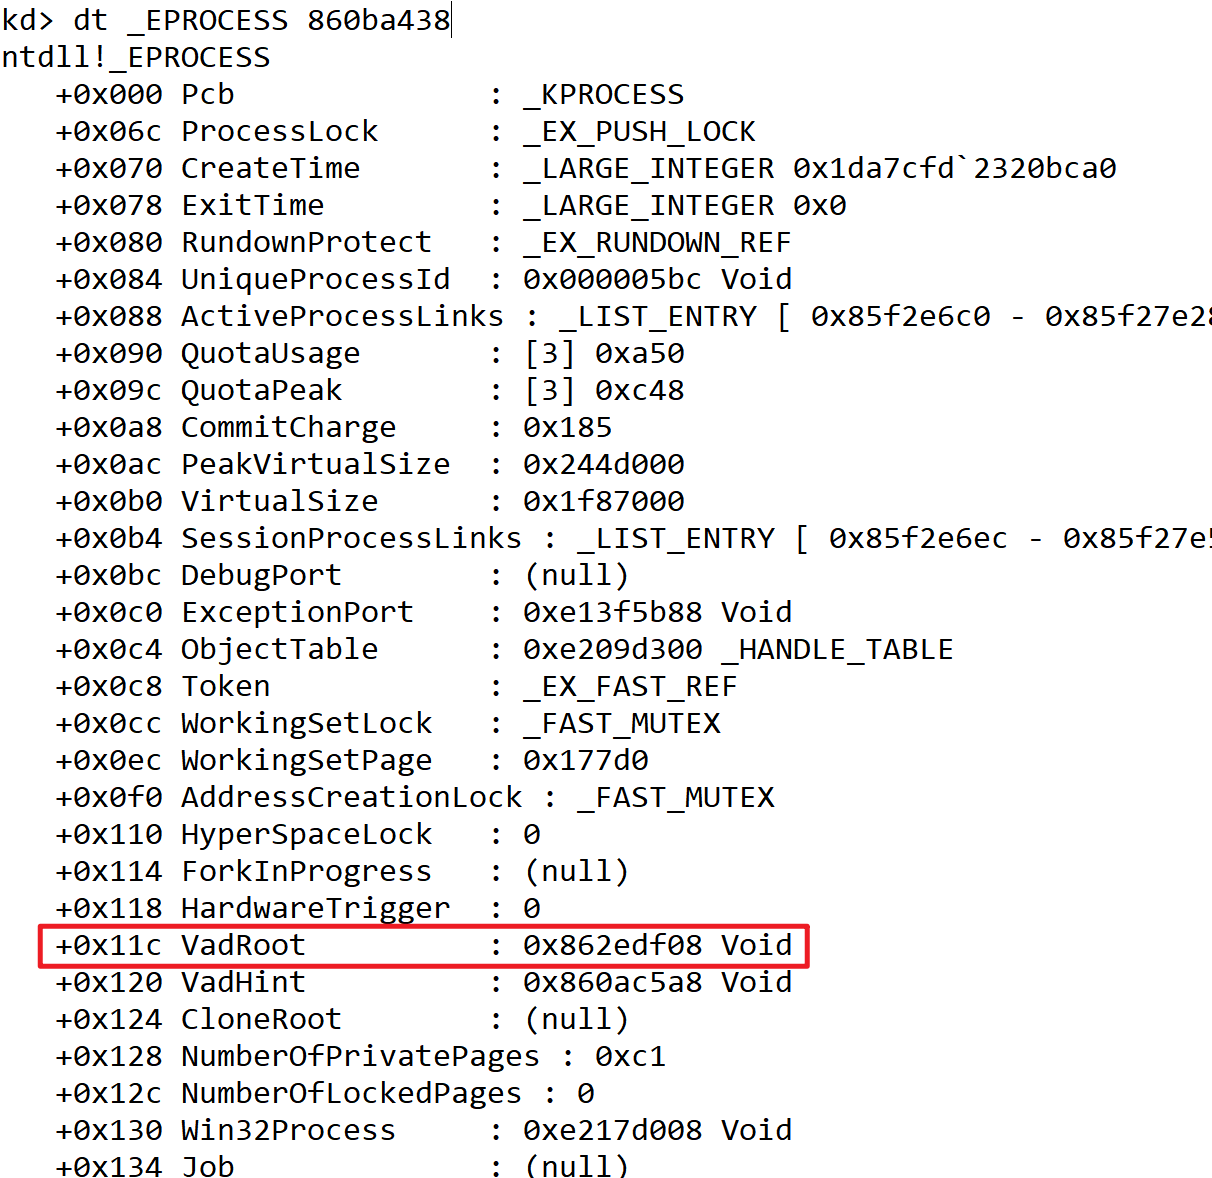 kd> dt _EPROCESS 860ba438
ntdll!_EPROCESS
   +0x000 Pcb              : _KPROCESS
   +0x06c ProcessLock      : _EX_PUSH_LOCK
   +0x070 CreateTime       : _LARGE_INTEGER 0x1da7cfd`2320bca0
   +0x078 ExitTime         : _LARGE_INTEGER 0x0
   +0x080 RundownProtect   : _EX_RUNDOWN_REF
   +0x084 UniqueProcessId  : 0x000005bc Void
   +0x088 ActiveProcessLinks : _LIST_ENTRY [ 0x85f2e6c0 - 0x85f27e28
   +0x090 QuotaUsage       : [3] 0xa50
   +0x09c QuotaPeak        : [3] 0xc48
   +0x0a8 CommitCharge     : 0x185
   +0x0ac PeakVirtualSize  : 0x244d000
   +0x0b0 VirtualSize      : 0x1f87000
   +0x0b4 SessionProcessLinks : _LIST_ENTRY [ 0x85f2e6ec - 0x85f27e5
   +0x0bc DebugPort        : (null)
   +0x0c0 ExceptionPort    : 0xe13f5b88 Void
   +0x0c4 ObjectTable      : 0xe209d300 _HANDLE_TABLE
   +0x0c8 Token            : _EX_FAST_REF
   +0x0cc WorkingSetLock   : _FAST_MUTEX
   +0x0ec WorkingSetPage   : 0x177d0
   +0x0f0 AddressCreationLock : _FAST_MUTEX
   +0x110 HyperSpaceLock   : 0
   +0x114 ForkInProgress   : (null)
   +0x118 HardwareTrigger  : 0
   +0x11c VadRoot          : 0x862edf08 Void
   +0x120 VadHint          : 0x860ac5a8 Void
   +0x124 CloneRoot        : (null)
   +0x128 NumberOfPrivatePages : 0xc1
   +0x12c NumberOfLockedPages : 0
   +0x130 Win32Process     : 0xe217d008 Void
   +0x134 Job              : (null)